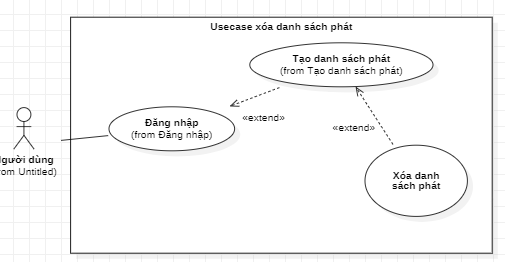 Usecase xóa danh sách phát
Tạo danh sách phát
(from Tạo danh sách phát)
Đăng nhập
(from Đăng nhập)
«extend»
«extend»
gười dùng
om Untitled)
Xóa danh
sách phát